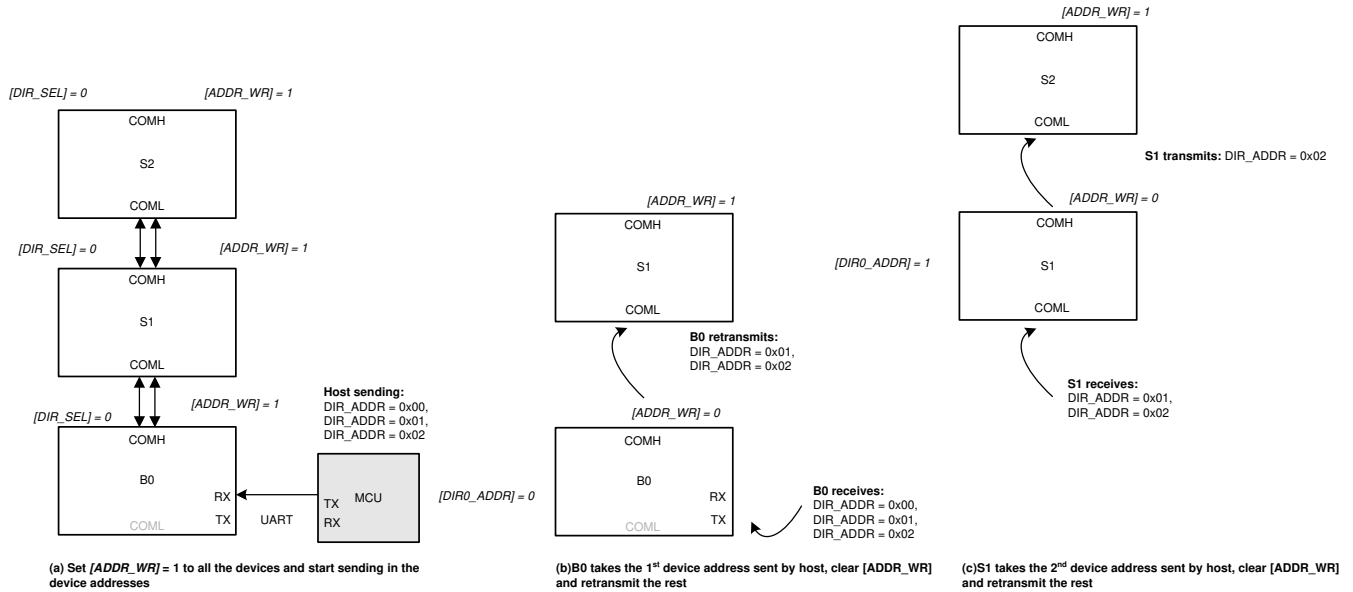 [DIR_SEL] = 0
[ADDR_WR] = 1
COMH
S2
COML
[DIR_SEL] = 0
[ADDR_WR] = 1
COMH
S1
COML
[DIR_SEL] = 0
[ADDR_WR] = 1
COMH
B0
RX
TX
COML
UART
Host sending:
DIR_ADDR = 0x00,
DIR_ADDR = 0x01,
DIR_ADDR = 0x02
MCU
TX
RX
(a) Set [ADDR_WR] = 1 to all the devices and start sending in the
device addresses
[ADDR_WR] = 1
COMH
S1
COML
B0 retransmits:
DIR_ADDR = 0x01,
DIR_ADDR = 0x02
[ADDR_WR] = 0
COMH
[DIR0_ADDR] = 0
B0
RX
TX
COML
B0 receives:
DIR_ADDR = 0x00,
DIR_ADDR = 0x01,
DIR_ADDR = 0x02
(b)B0 takes the 1st device address sent by host, clear [ADDR_WR]
and retransmit the rest
[ADDR_WR] = 1
COMH
S2
COML
S1 transmits: DIR_ADDR = 0x02
[ADDR_WR] = 0
COMH
[DIR0_ADDR] = 1
S1
COML
S1 receives:
DIR_ADDR = 0x01,
DIR_ADDR = 0x02
(c)S1 takes the 2nd device address sent by host, clear [ADDR_WR]
and retransmit the rest